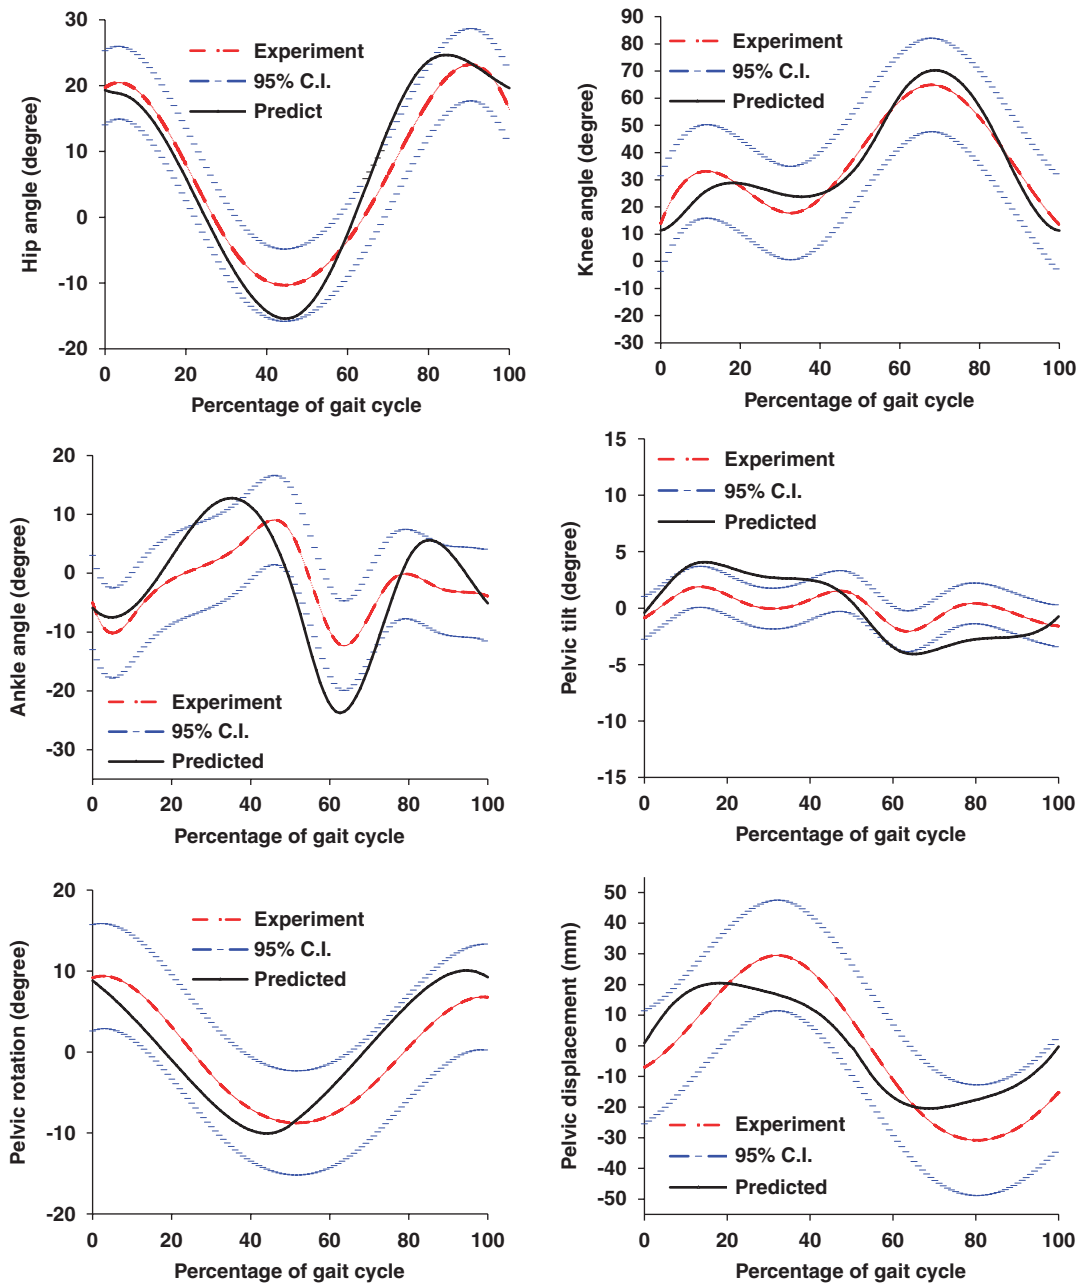 30
20
10
0
-10
-20
Hip angle (degree)
Experiment
95% C.I.
Predict
0 20 40 60 80 100
Percentage of gait cycle
90
80
70
60
50
40
30
20
10
0
-10
-20
-30
Knee angle (degree)
Experiment
95% C.I.
Predicted
0 20 40 60 80 100
Percentage of gait cycle
20
10
0
-10
-20
-30
Ankle angle (degree)
Experiment
95% C.I.
Predicted
0 20 40 60 80 100
Percentage of gait cycle
15
10
5
0
-5
-10
-15
Pelvic tilt (degree)
Experiment
95% C.I.
Predicted
0 20 40 60 80 100
Percentage of gait cycle
20
10
0
-10
-20
Pelvic rotation (degree)
Experiment
95% C.I.
Predicted
0 20 40 60 80 100
Percentage of gait cycle
50
40
30
20
10
0
-10
-20
-30
-40
-50
Pelvic displacement (mm)
Experiment
95% C.I.
Predicted
0 20 40 60 80 100
Percentage of gait cycle